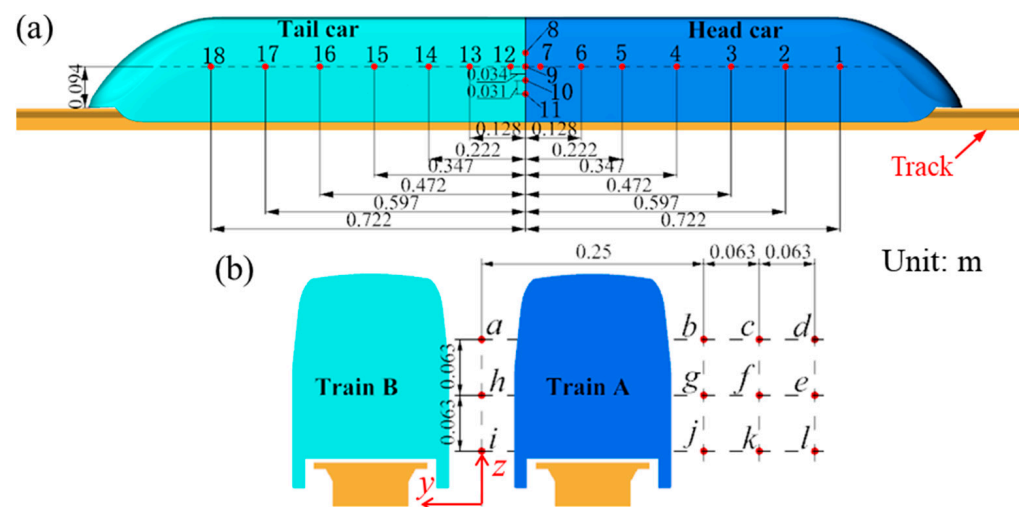 (a)
Tail car
Head car
8
18 17 16 15 14 13 12 7 6 5 4 3 2 1
9
0.094
0.034
10
0.031
11
0.128 0.128
0.222 0.222
0.347 0.347
0.472 0.472
0.597 0.597
0.722 0.722
Track
(b)
0.25 0.063 0.063
Unit: m
a b c d
0.063
Train B
h
Train A
g f e
0.063
i j k l
z
y